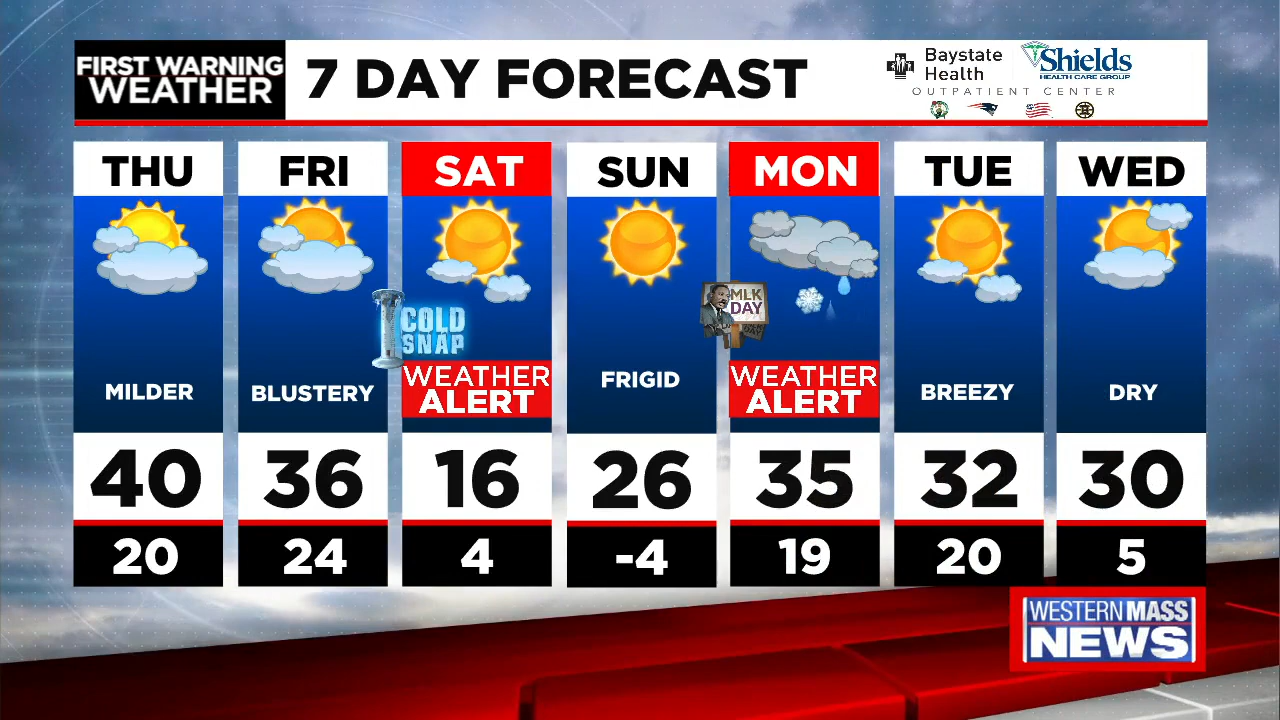 FIRST WARNING
WEATHER
7 DAY FORECAST
Baystate
Health
Shields
HEALTH CARE GROUP
OUTPATIENT CENTER
THU
FRI
SAT
SUN
MON
TUE
WED
COLD
SNAP
MLK
DAY
MILDER
BLUSTERY
WEATHER
ALERT
FRIGID
WEATHER
ALERT
BREEZY
DRY
40
36
16
26
35
32
30
20
24
4
-4
19
20
5
WESTERN MASS
NEWS